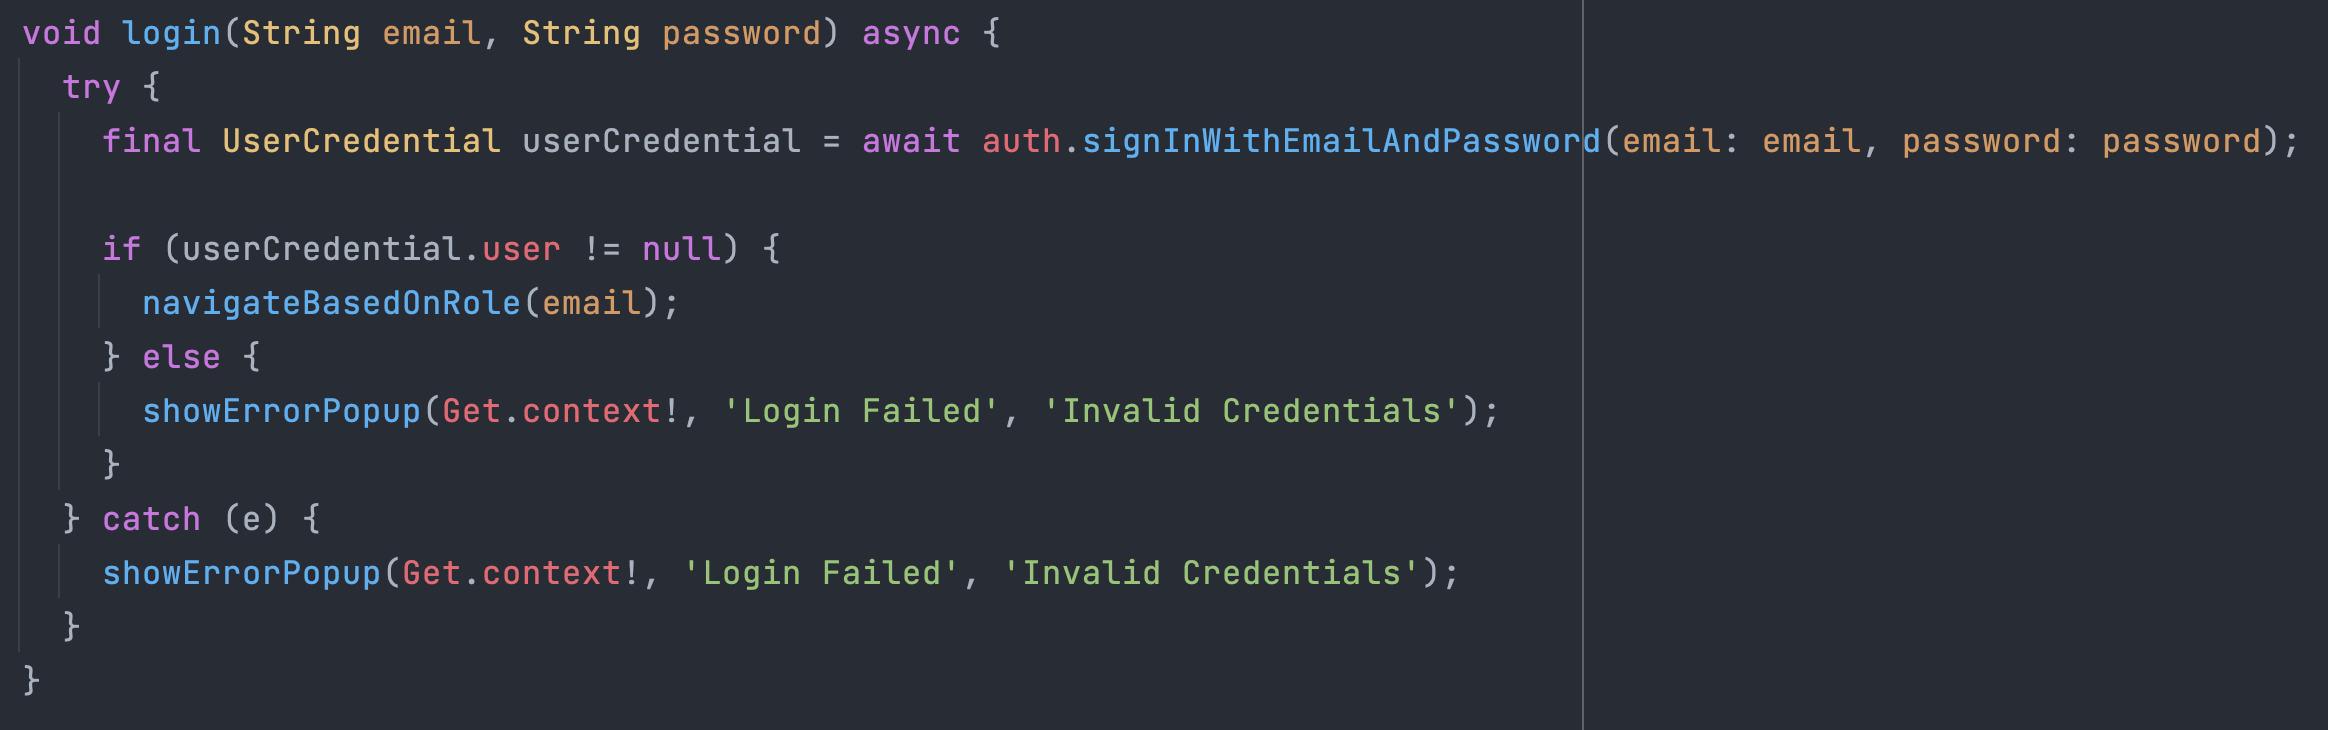 void login(String email, String password) async {
  try {
    final UserCredential userCredential = await auth.signInWithEmailAndPassword(email: email, password: password);

    if (userCredential.user != null) {
      navigateBasedOnRole(email);
    } else {
      showErrorPopup(Get.context!, 'Login Failed', 'Invalid Credentials');
    }
  } catch (e) {
    showErrorPopup(Get.context!, 'Login Failed', 'Invalid Credentials');
  }
}